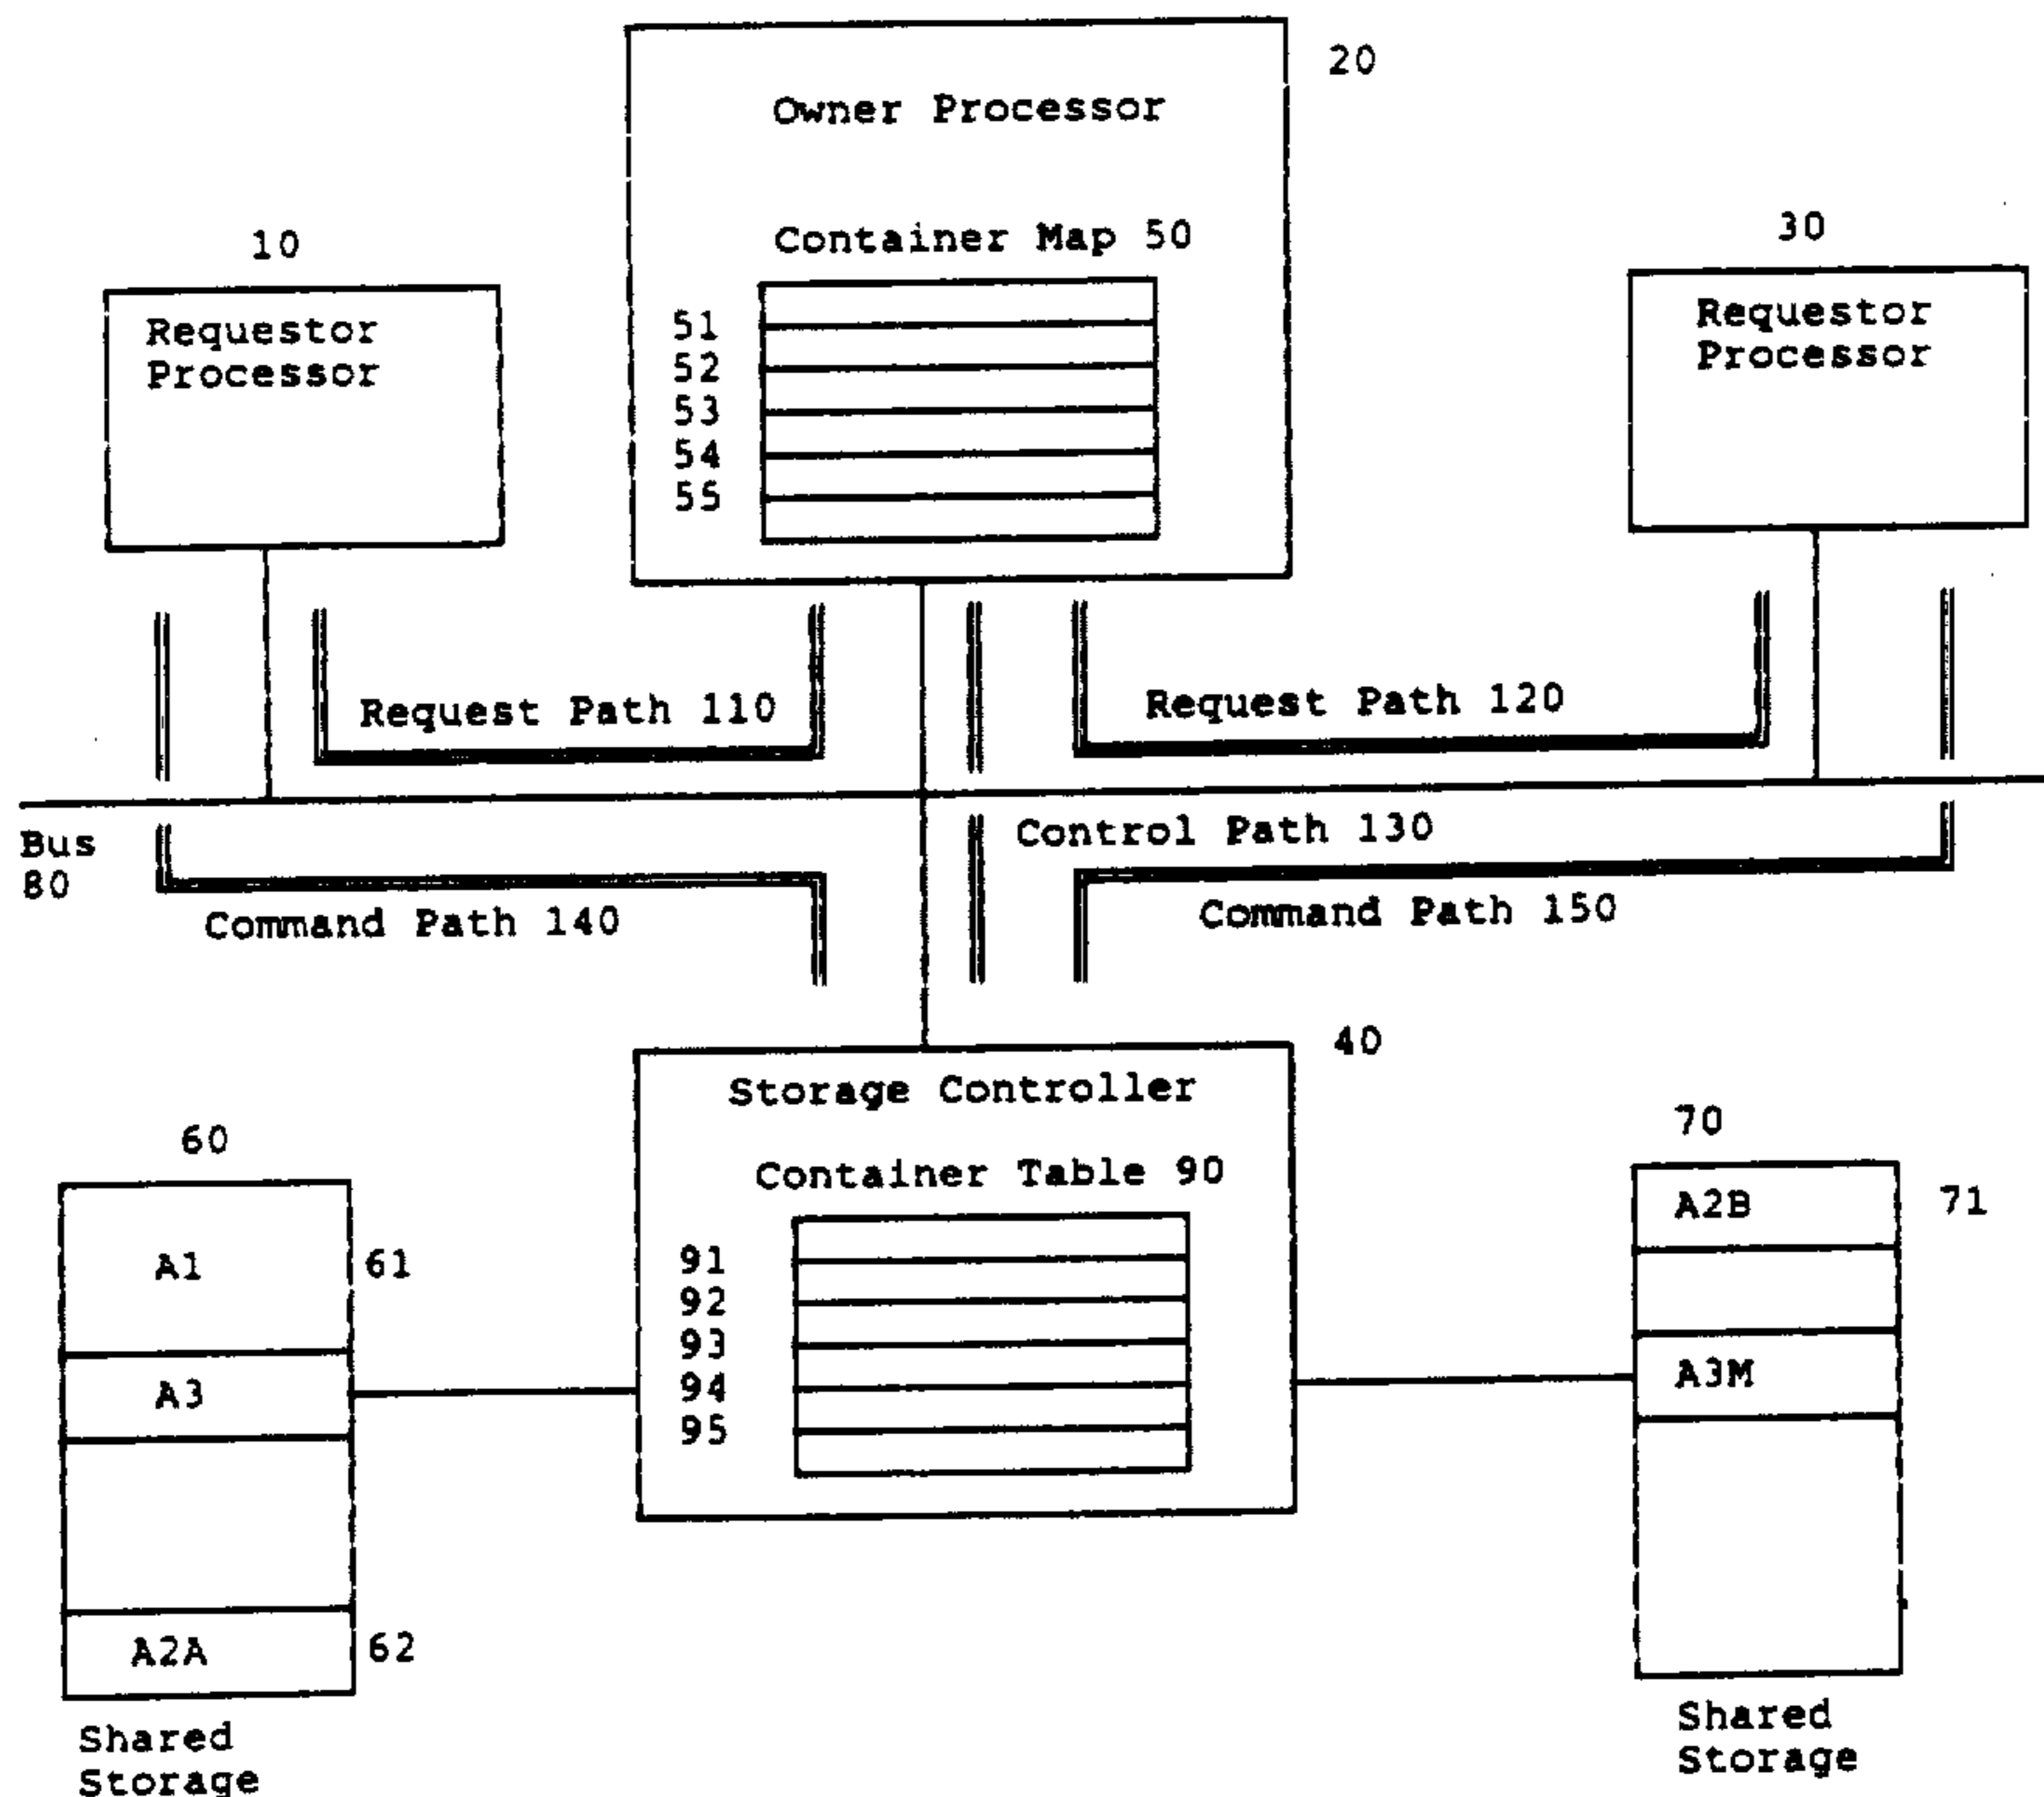 20
Owner Processor
Container Map 50
51
52
53
54
55
10
Requestor
Processor
30
Requestor
Processor
Request Path 110
Request Path 120
Bus
80
Control Path 130
Command Path 140
Command Path 150
40
Storage Controller
Container Table 90
91
92
93
94
95
60
A1
61
A3
A2A
62
Shared
Storage
70
A2B
71
A3M
Shared
Storage